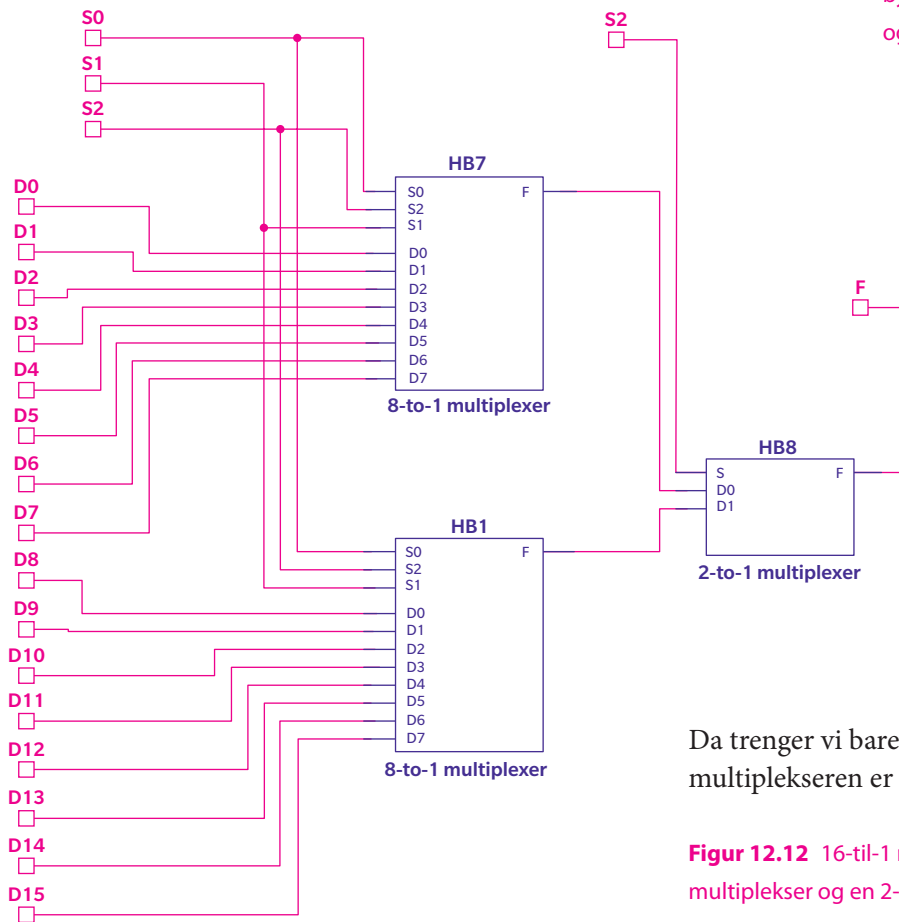 S0
S1
S2
S2
HB7
S0
S2
S1
F
D0
D1
D2
D3
D4
D5
D6
D7
D0
D1
D2
D3
D4
D5
D6
D7
8-to-1 multiplexer
F
HB8
S
D0
D1
F
2-to-1 multiplexer
HB1
S0
S2
S1
F
D8
D9
D10
D11
D12
D13
D14
D15
D0
D1
D2
D3
D4
D5
D6
D7
8-to-1 multiplexer
Da trenger vi bare
multiplekseren er
Figur 12.12 16-til-1
multiplekser og en 2-